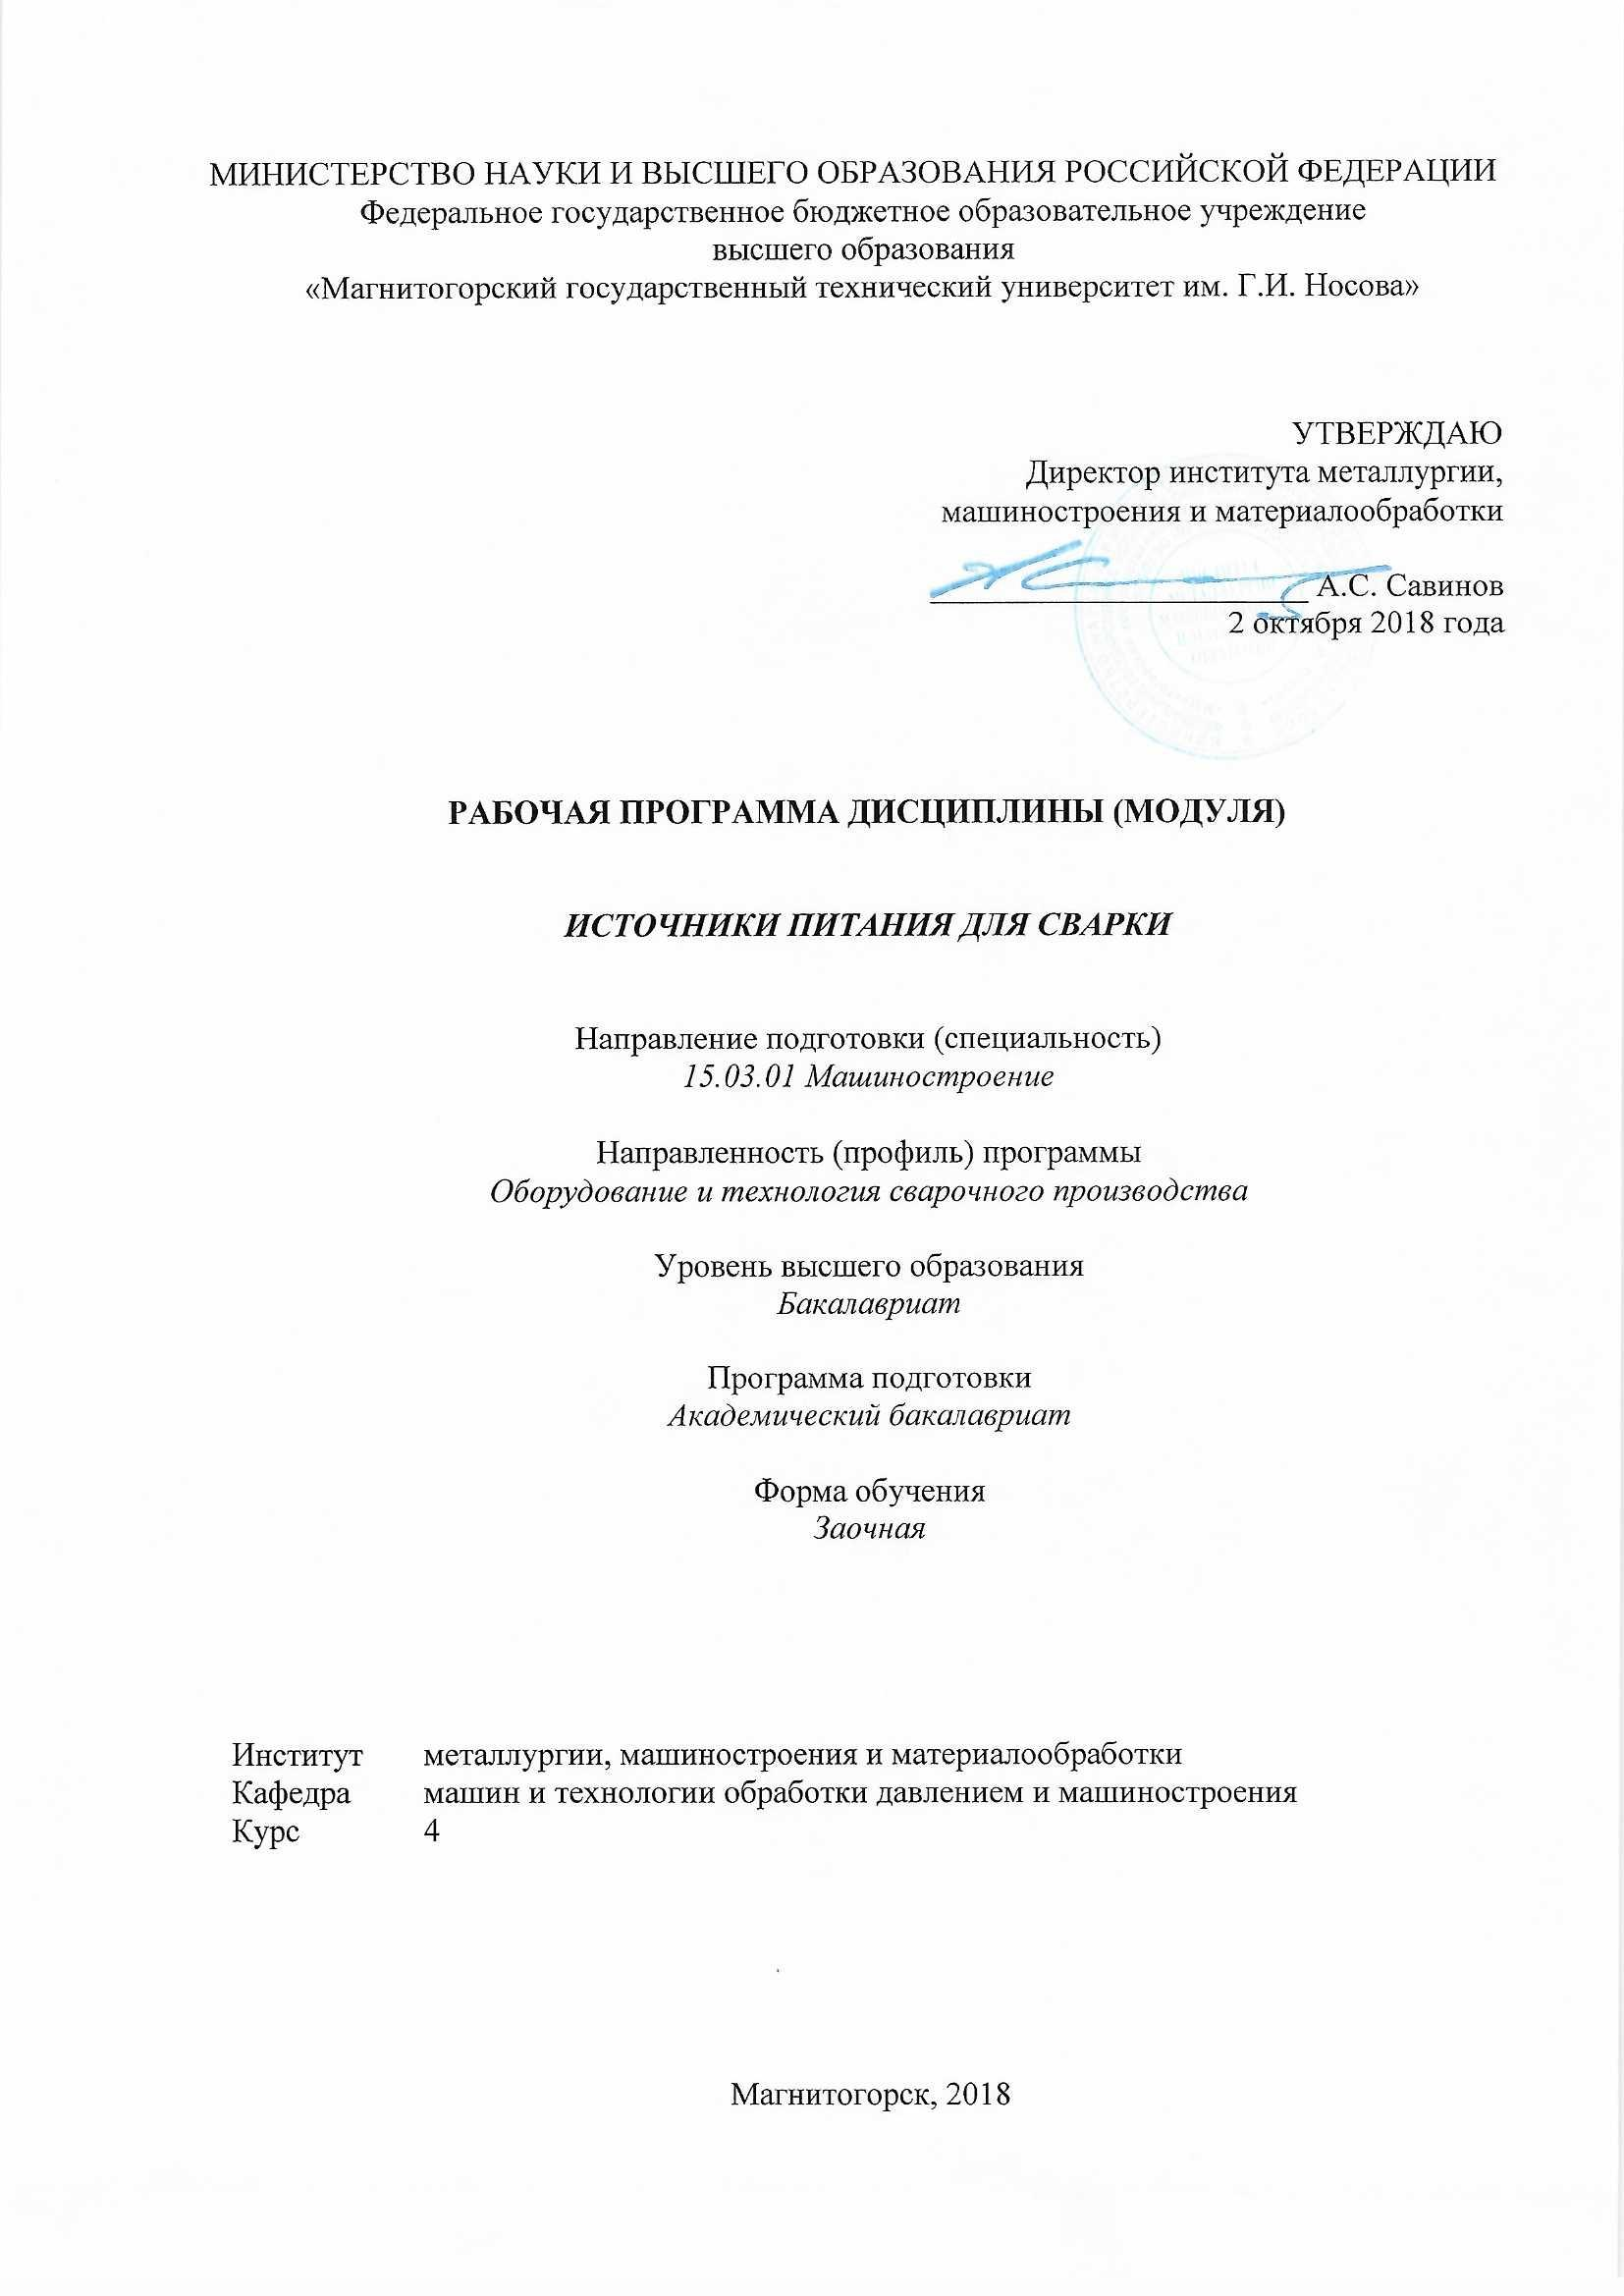 МИНИСТЕРСТВО НАУКИ И ВЫСШЕГО ОБРАЗОВАНИЯ РОССИЙСКОЙ ФЕДЕРАЦИИ
Федеральное государственное бюджетное образовательное учреждение
высшего образования
«Магнитогорский государственный технический университет им. Г.И. Носова»
УТВЕРЖДАЮ
Директор института металлургии,
машиностроения и материалообработки
А.С. Савинов
2 октября 2018 года
РАБОЧАЯ ПРОГРАММА ДИСЦИПЛИНЫ (МОДУЛЯ)
ИСТОЧНИКИ ПИТАНИЯ ДЛЯ СВАРКИ
Направление подготовки (специальность)
15.03.01 Машиностроение
Направленность (профиль) программы
Оборудование и технология сварочного производства
Уровень высшего образования
Бакалавриат
Программа подготовки
Академический бакалавриат
Форма обучения
Заочная
Институт металлургии, машиностроения и материалообработки
Кафедра машин и технологии обработки давлением и машиностроения
Курс 4
Магнитогорск, 2018